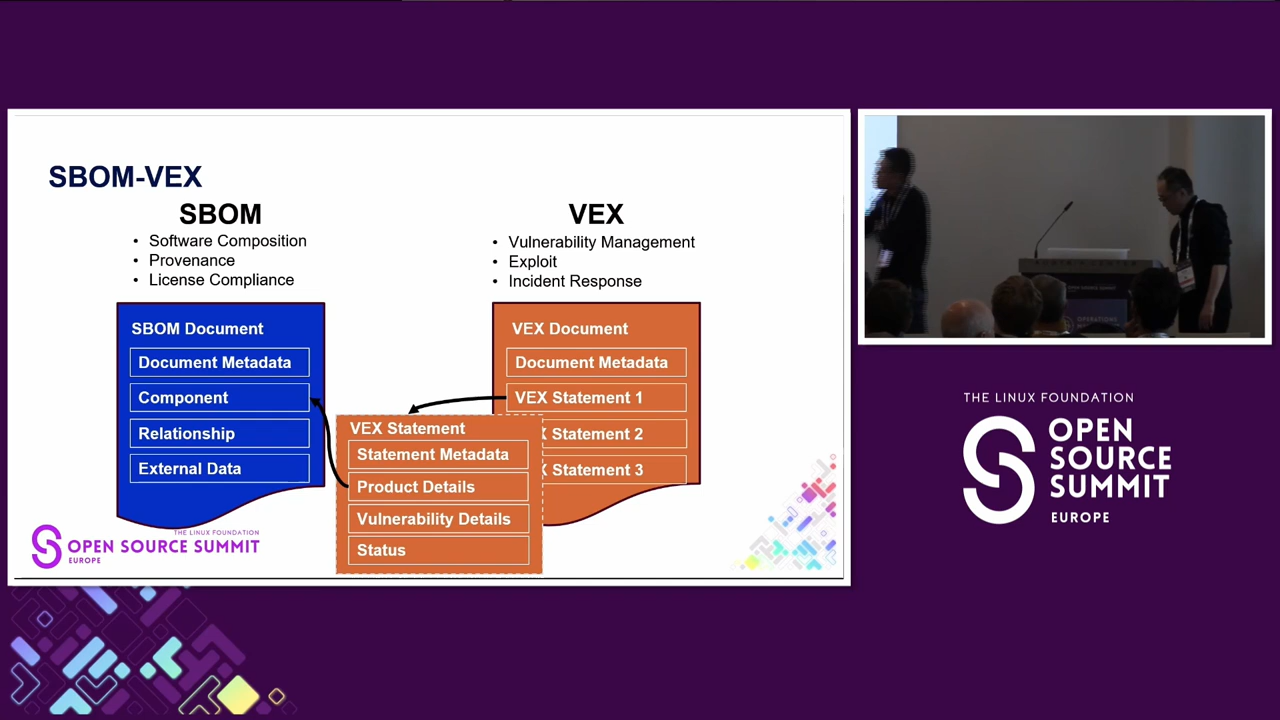 SBOM-VEX
SBOM
• Software Composition
• Provenance
• License Compliance
VEX
• Vulnerability Management
• Exploit
• Incident Response
SBOM Document
Document Metadata
Component
Relationship
External Data
VEX Document
Document Metadata
VEX Statement 1
X Statement 2
X Statement 3
VEX Statement
Statement Metadata
Product Details
Vulnerability Details
Status
THE LINUX FOUNDATION
OPEN SOURCE SUMMIT
EUROPE
THE LINUX FOUNDATION
OPEN
SOURCE
SUMMIT
EUROPE